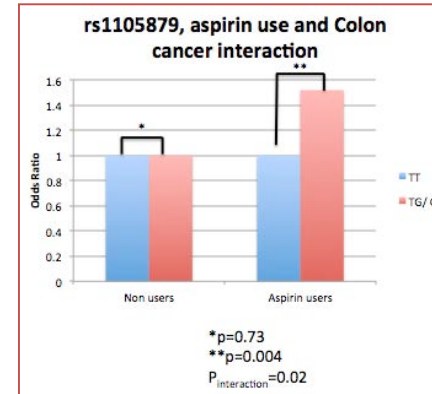 rs1105879, aspirin use and Colon
cancer interaction
**
1.6
1.4
1.2
1
0.8
0.6
0.4
0.2
0
Odds Ratio
*
TT
TG/
Non users
Aspirin users
*p=0.73
**p=0.004
Pinteraction=0.02